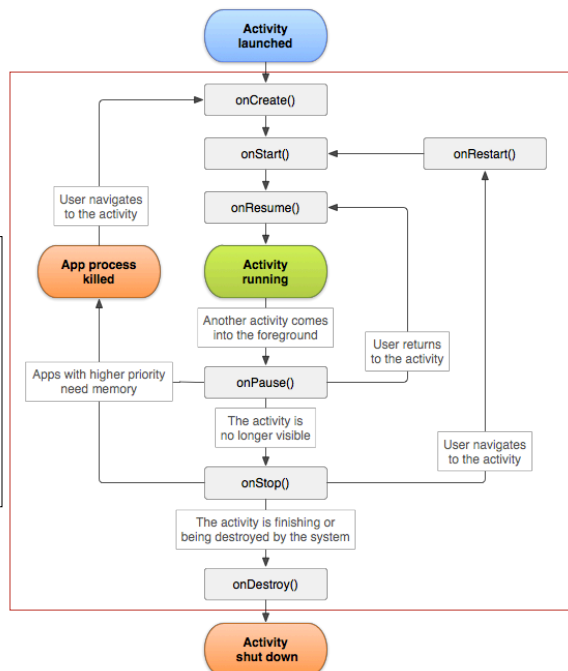 Activity
launched
onCreate()
onStart()
onRestart()
User navigates
to the activity
onResume()
App process
killed
Activity
running
Another activity comes
into the foreground
User returns
to the activity
Apps with higher priority
need memory
onPause()
The activity is
no longer visible
User navigates
to the activity
onStop()
The activity is finishing or
being destroyed by the system
onDestroy()
Activity
shut down